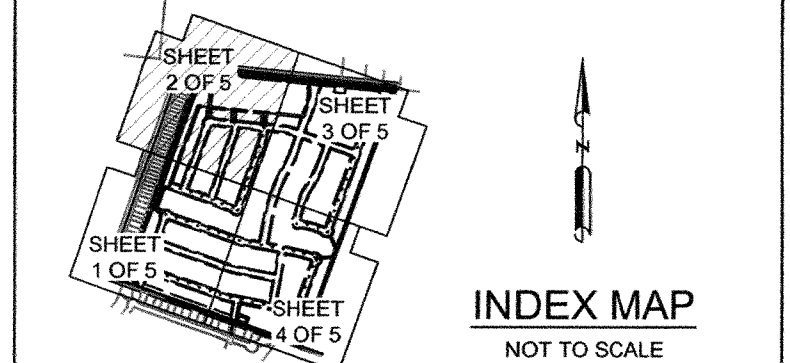 SHEET
2 OF 5
SHEET
3 OF 5
SHEET
1 OF 5
SHEET
4 OF 5
N
INDEX MAP
NOT TO SCALE